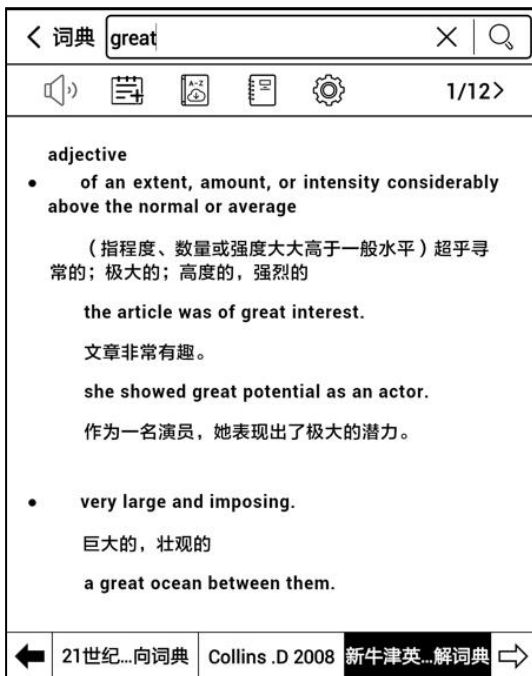 词典 great
1/12>
adjective
• of an extent, amount, or intensity considerably
above the normal or average
（指程度、数量或强度大大高于一般水平）超乎寻
常的；极大的；高度的，强烈的
the article was of great interest.
文章非常有趣。
she showed great potential as an actor.
作为一名演员，她表现出了极大的潜力。
• very large and imposing.
巨大的，壮观的
a great ocean between them.
21世纪...向词典 Collins .D 2008 新牛津英...解词典